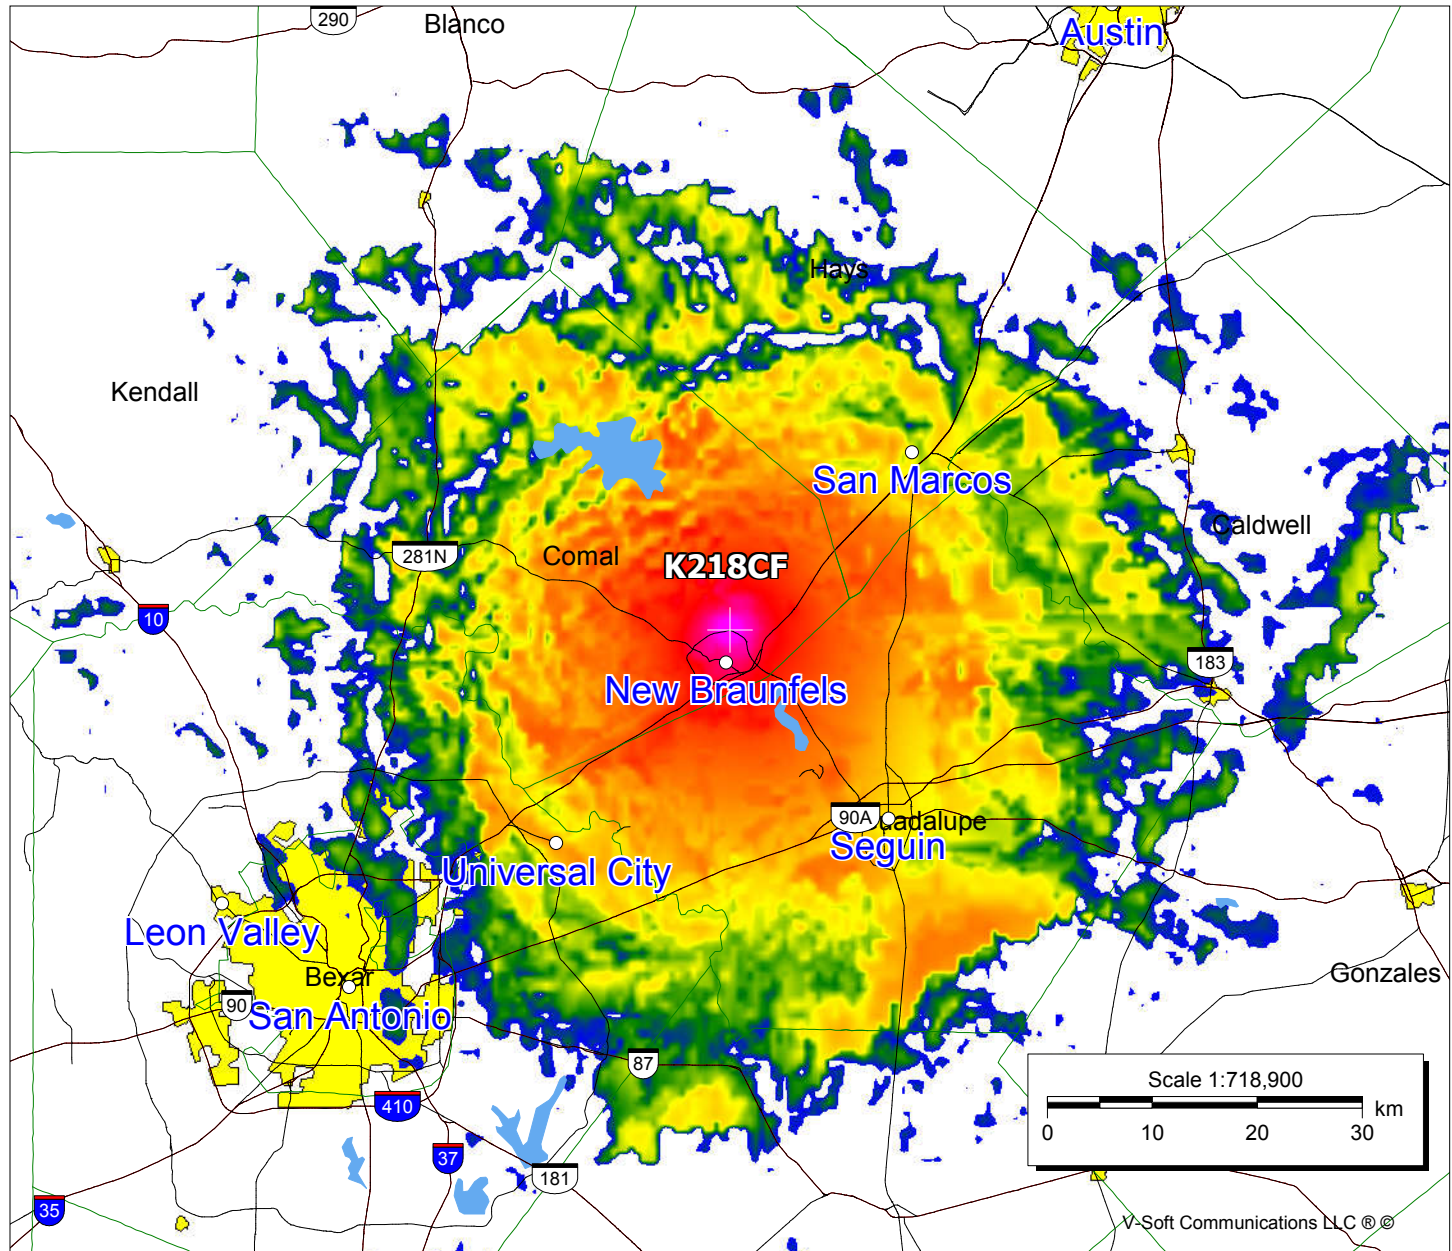 290
Blanco
Austin
Hays
Kendall
San Marcos
Caldwell
281N
Comal
K218CF
10
183
New Braunfels
90A
Guadalupe
Seguin
Universal City
Leon Valley
Bexar
Gonzales
90
San Antonio
87
Scale 1:718,900
km
0 10 20 30
410
37
181
35
V-Soft Communications LLC ® ©